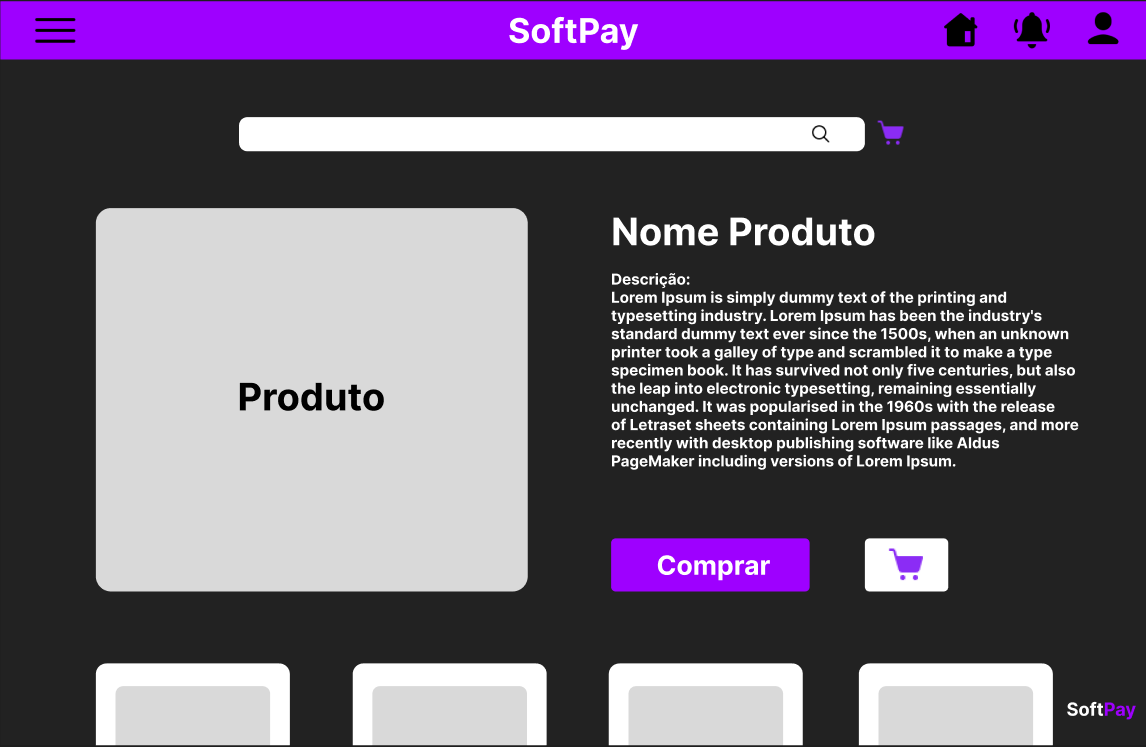 SoftPay
Nome Produto
Descrição:
Lorem Ipsum is simply dummy text of the printing and
typesetting industry. Lorem Ipsum has been the industry's
standard dummy text ever since the 1500s, when an unknown
printer took a galley of type and scrambled it to make a type
specimen book. It has survived not only five centuries, but also
the leap into electronic typesetting, remaining essentially
unchanged. It was popularised in the 1960s with the release
of Letraset sheets containing Lorem Ipsum passages, and more
recently with desktop publishing software like Aldus
PageMaker including versions of Lorem Ipsum.
Produto
Comprar
SoftPay